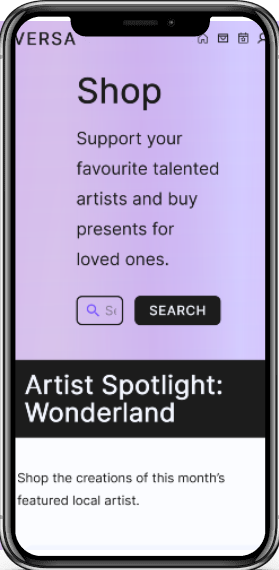 VERSA
Shop
Support your
favourite talented
artists and buy
presents for
loved ones.
SEARCH
Artist Spotlight:
Wonderland
Shop the creations of this month's
featured local artist.